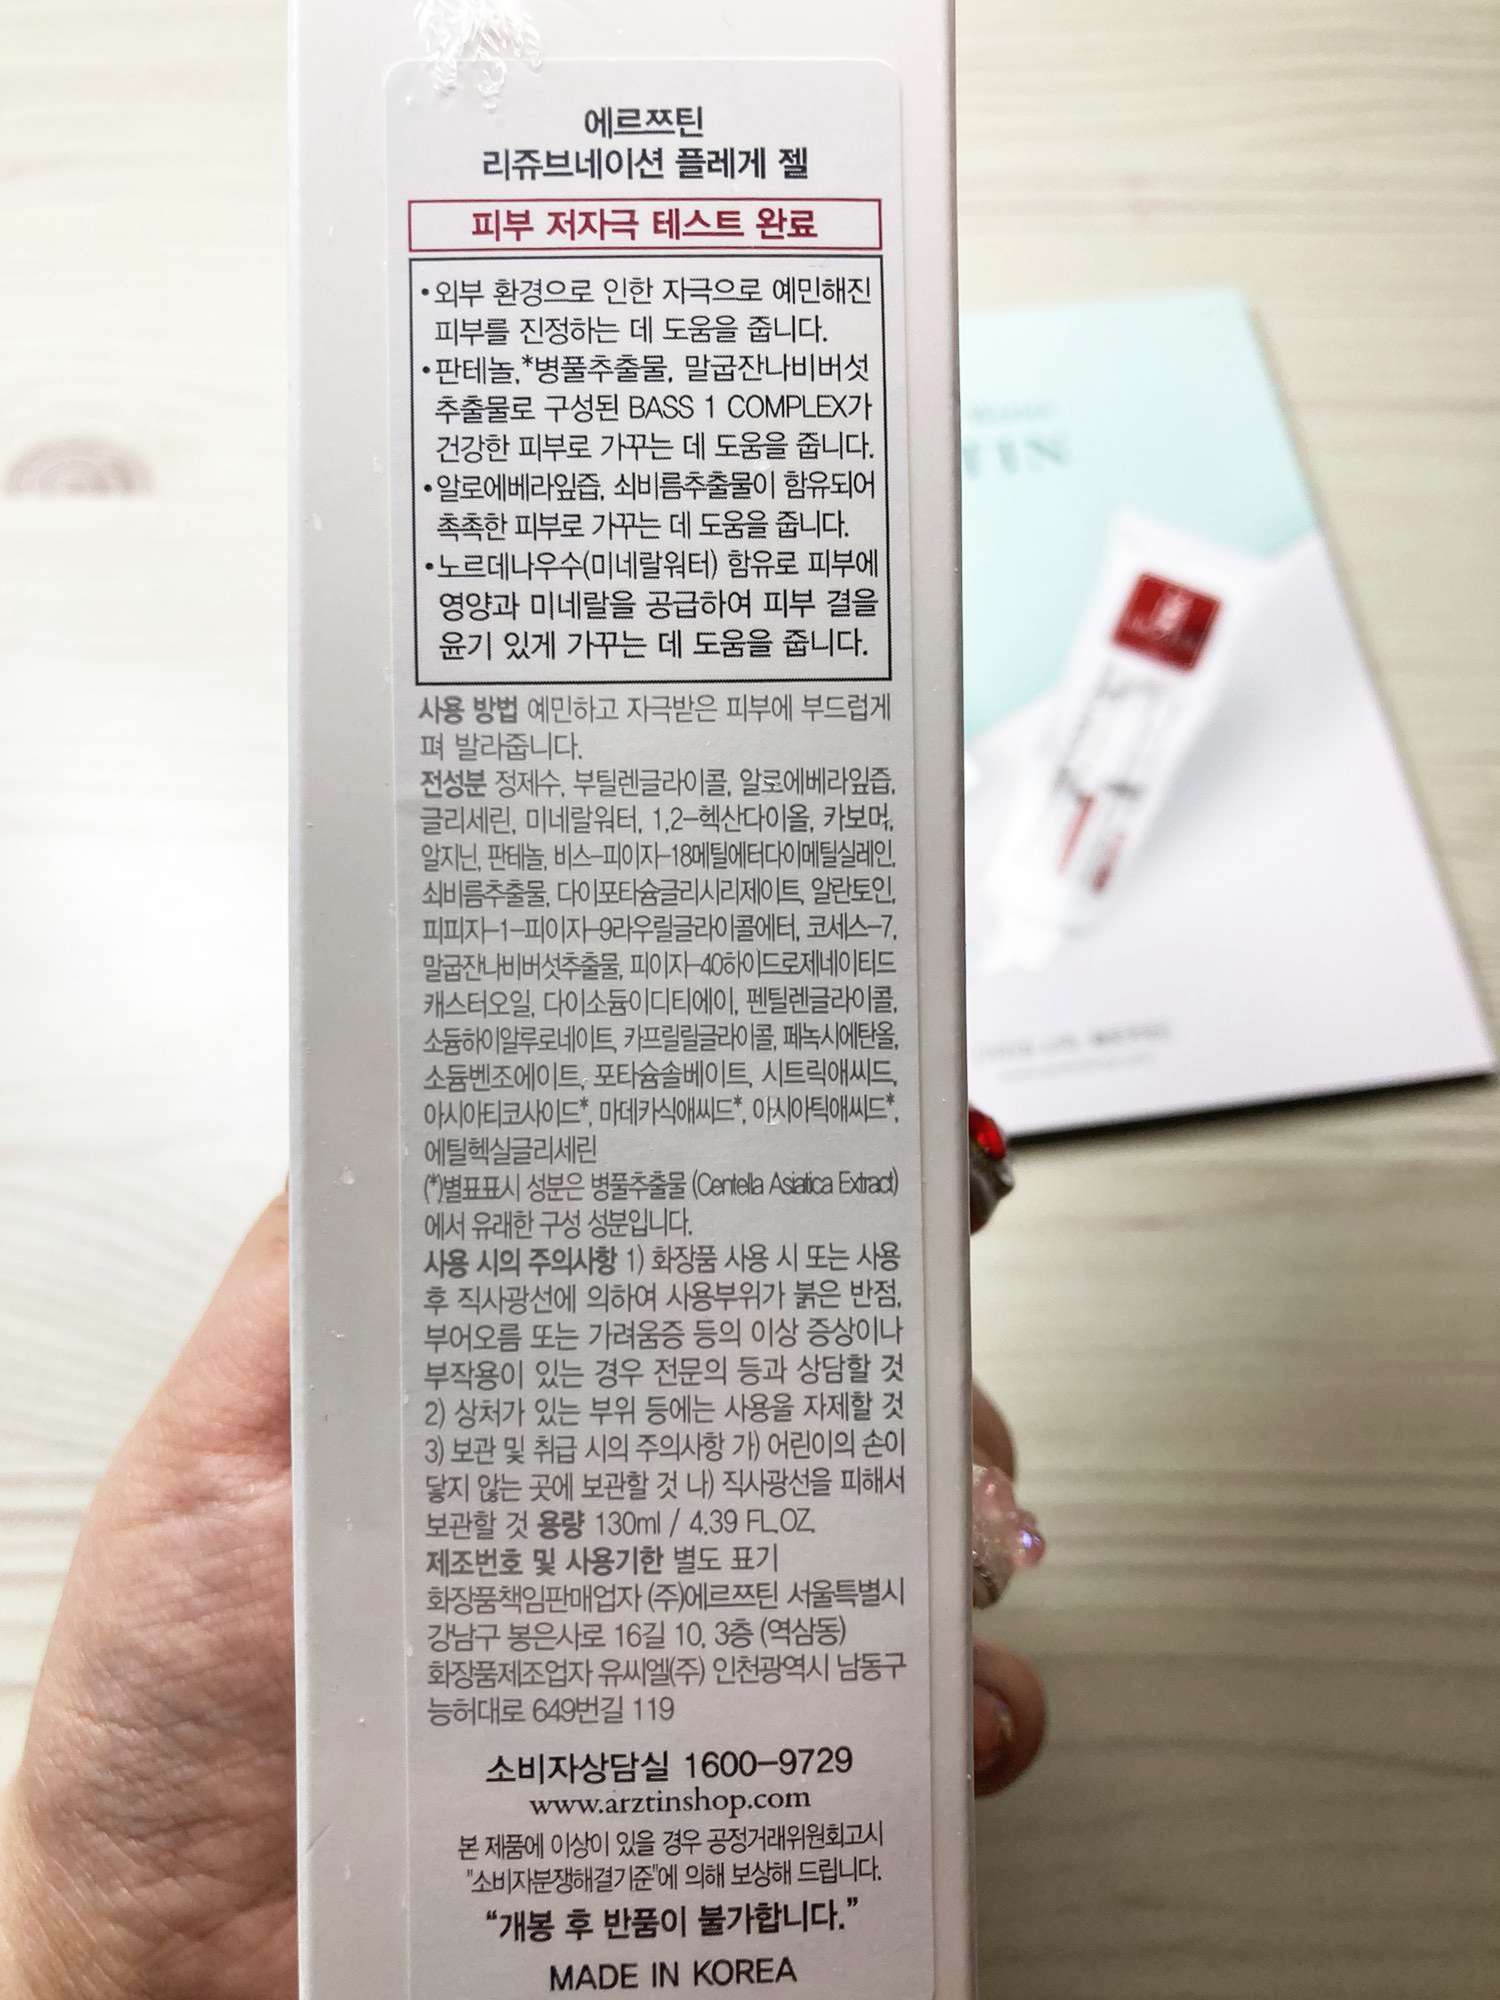 에르쯔틴
리쥬브네이션 플레게 젤
피부 저자극 테스트 완료
•외부 환경으로 인한 자극으로 예민해진
피부를 진정하는 데 도움을 줍니다.
•판테놀,*병풀추출물, 말굽잔나비버섯
추출물로 구성된 BASS 1 COMPLEX가
건강한 피부로 가꾸는 데 도움을 줍니다.
•알로에베라잎즙, 쇠비름추출물이 함유되어
촉촉한 피부로 가꾸는 데 도움을 줍니다.
•노르데나우수(미네랄워터) 함유로 피부에
영양과 미네랄을 공급하여 피부 결을
윤기 있게 가꾸는 데 도움을 줍니다.
사용 방법 예민하고 자극받은 피부에 부드럽게
펴 발라줍니다.
전성분 정제수, 부틸렌글라이콜, 알로에베라잎즙,
글리세린, 미네랄워터, 1,2-헥산다이올, 카보머,
알지닌, 판테놀, 비스-피이지-18메틸에터다이메틸실레인,
쇠비름추출물, 다이포타슘글리시리제이트, 알란토인,
피피지-1-피이지-9라우릴글라이콜에터, 코세스-7,
말굽잔나비버섯추출물, 피이지-40하이드로제네이티드
캐스터오일, 다이소듐이디티에이, 펜틸렌글라이콜,
소듐하이알루로네이트, 카프릴릴글라이콜, 페녹시에탄올,
소듐벤조에이트, 포타슘솔베이트, 시트릭애씨드,
아시아티코사이드*, 마데카식애씨드*, 아시아틱애씨드*,
에틸헥실글리세린
(*)별표표시 성분은 병풀추출물 (Centella Asiatica Extract)
에서 유래한 구성 성분입니다.
사용 시의 주의사항 1) 화장품 사용 시 또는 사용
후 직사광선에 의하여 사용부위가 붉은 반점,
부어오름 또는 가려움증 등의 이상 증상이나
부작용이 있는 경우 전문의 등과 상담할 것
2) 상처가 있는 부위 등에는 사용을 자제할 것
3) 보관 및 취급 시의 주의사항 가) 어린이의 손이
닿지 않는 곳에 보관할 것 나) 직사광선을 피해서
보관할 것 용량 130ml / 4.39 FL.OZ.
제조번호 및 사용기한 별도 표기
화장품책임판매업자 (주)에르쯔틴 서울특별시
강남구 봉은사로 16길 10, 3층 (역삼동)
화장품제조업자 유씨엘(주) 인천광역시 남동구
능허대로 649번길 119
소비자상담실 1600-9729
www.arztinshop.com
본 제품에 이상이 있을 경우 공정거래위원회고시
"소비자분쟁해결기준"에 의해 보상해 드립니다.
“개봉 후 반품이 불가합니다.”
MADE IN KOREA
TIN